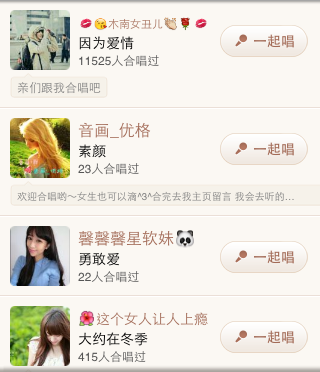 💋😘木南女丑儿👏🌹💋
因为爱情
一起唱
11525人合唱过
亲们跟我合唱吧
音画_优格
素颜
一起唱
23人合唱过
欢迎合唱哟~女生也可以滴^3^合完去我主页留言 我会去听的...
馨馨馨星软妹🐼
勇敢爱
一起唱
22人合唱过
🌺这个女人让人上瘾
大约在冬季
一起唱
415人合唱过